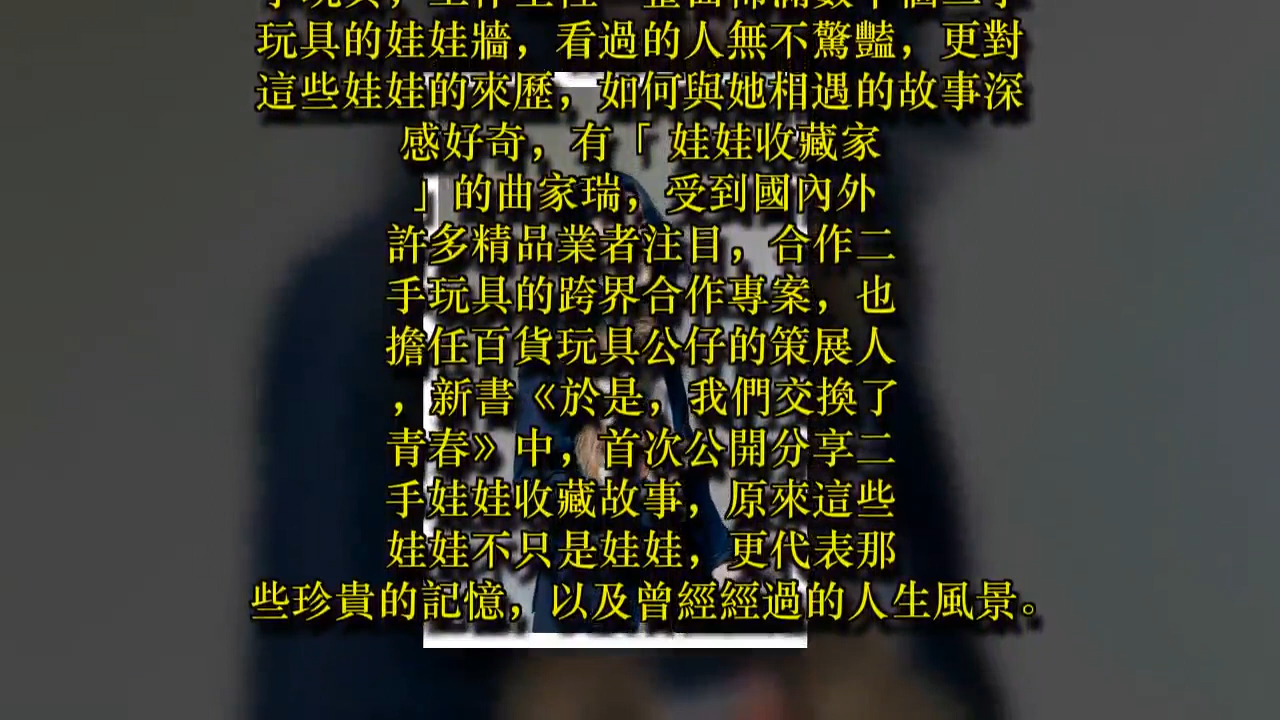 玩具的娃娃牆，看過的人無不驚豔，更對
這些娃娃的來歷，如何與她相遇的故事深
感好奇，有「 娃娃收藏家
」的曲家瑞，受到國內外
許多精品業者注目，合作二
手玩具的跨界合作專案，也
擔任百貨玩具公仔的策展人
，新書《於是，我們交換了
青春》中，首次公開分享二
手娃娃收藏故事，原來這些
娃娃不只是娃娃，更代表那
些珍貴的記憶，以及曾經經過的人生風景。